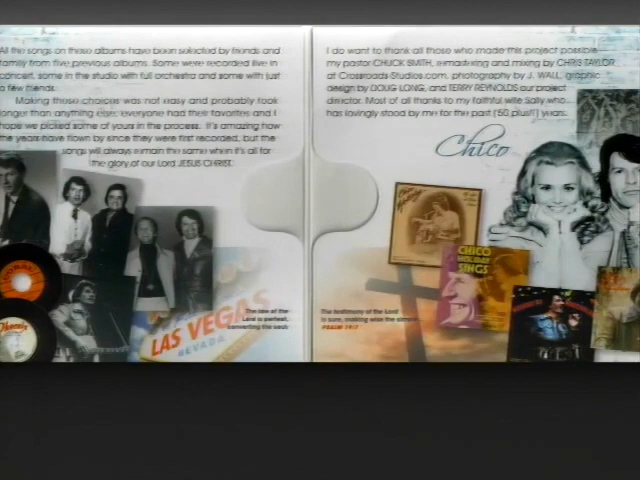 All the songs on these albums have been selected by friends and
family from five previous albums. Some were recorded live in
concert, some in the studio with full orchestra and some with just
a few friends.
Making these choices was not easy and probably took
longer than anything else, everyone had their favorites and I
hope we picked some of yours in the process. It's amazing how
the years have flown by since they were first recorded, but the
songs will always remain the same when it's all for
the glory of our Lord JESUS CHRIST.
The law of the
Lord is perfect,
converting the soul;
LAS VEGAS
NEVADA
I do want to thank all those who made this project possible
my pastor CHUCK SMITH, remastering and mixing by CHRIS TAYLOR
at Crossroads-Studios.com, photography by J. WALL, graphic
design by DOUG LONG, and TERRY REYNOLDS our project
director. Most of all thanks to my faithful wife Sally who
has lovingly stood by me for the past (50 plus!!) years.
Chico
CHICO
HOLIDAY
SINGS
The testimony of the Lord
is sure, making wise the simple.
PSALM 19:7